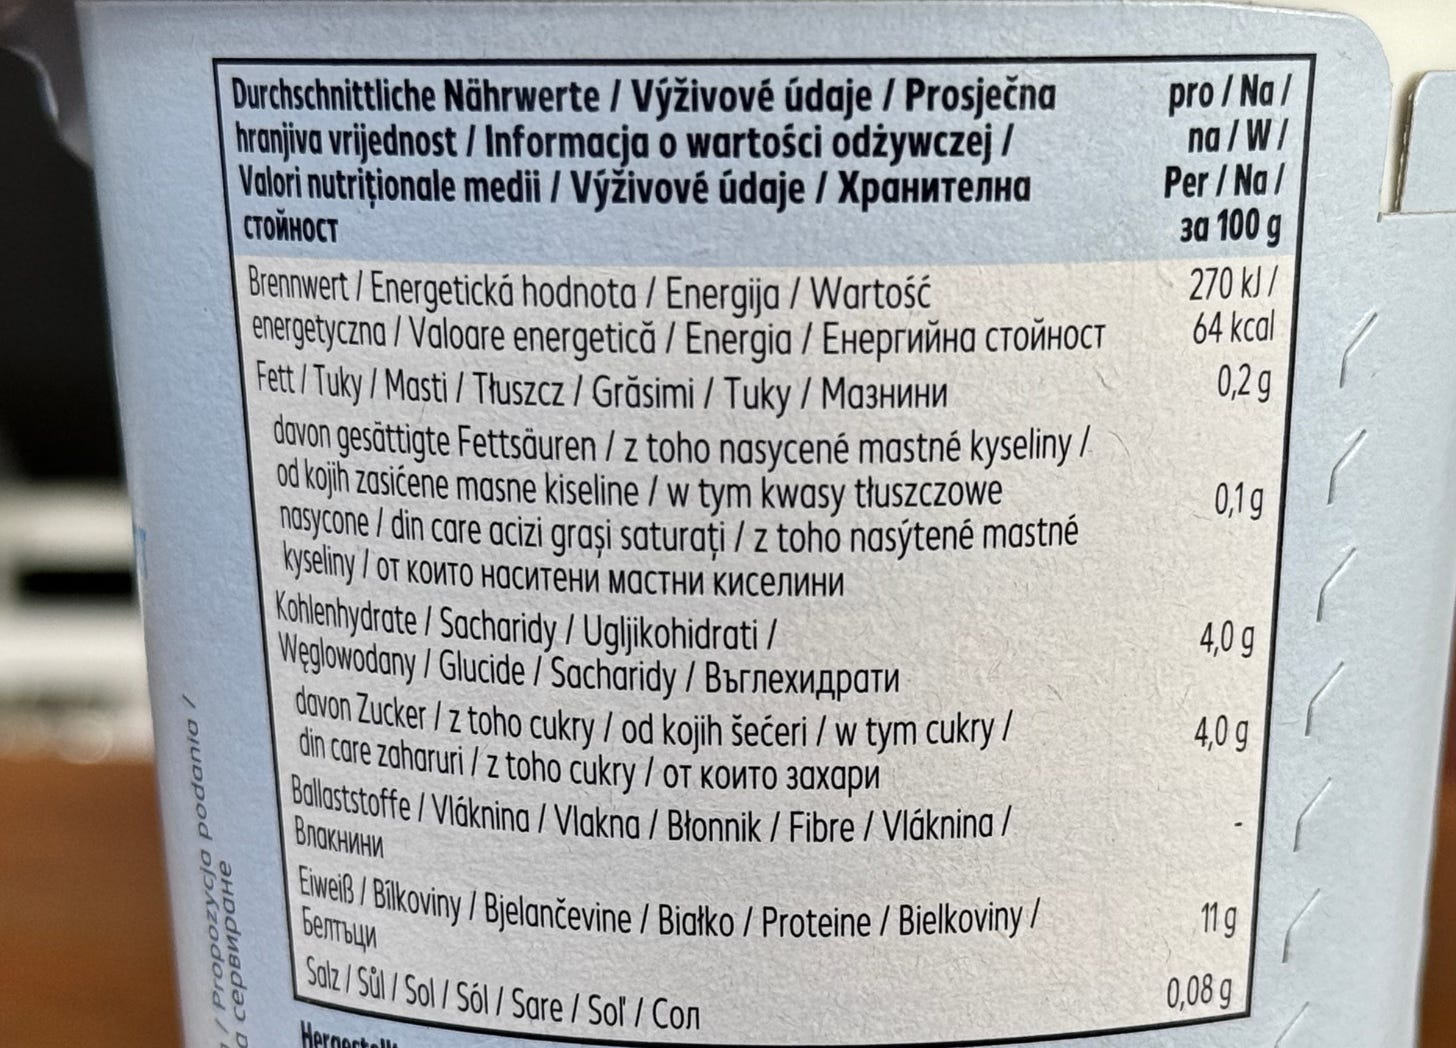 Durchschnittliche Nährwerte / Výživové údaje / Prosječna
hranjiva vrijednost / Informacja o wartości odżywczej /
Valori nutriționale medii / Výživové údaje / Хранителна
стойност
pro / Na /
na / W /
Per / Na /
за 100 g
Brennwert / Energetická hodnota / Energija / Wartość
energetyczna / Valoare energetică / Energia / Енергийна стойност
270 kJ /
64 kcal
Fett / Tuky / Masti / Tłuszcz / Grăsimi / Tuky / Мазнини
0,2 g
davon gesättigte Fettsäuren / z toho nasycené mastné kyseliny /
od kojih zasićene masne kiseline / w tym kwasy tłuszczowe
nasycone / din care acizi grași saturați / z toho nasýtené mastné
kyseliny / от които наситени мастни киселини
0,1 g
Kohlenhydrate / Sacharidy / Ugljikohidrati /
Węglowodany / Glucide / Sacharidy / Въглехидрати
4,0 g
davon Zucker / z toho cukry / od kojih šećeri / w tym cukry /
din care zaharuri / z toho cukry / от които захари
4,0 g
Ballaststoffe / Vláknina / Vlakna / Błonnik / Fibre / Vláknina /
Влакнини
-
Eiweiß / Bílkoviny / Bjelančevine / Białko / Proteine / Bielkoviny /
Белтъци
11 g
Salz / Sůl / Sol / Sól / Sare / Soľ / Сол
0,08 g
/ Propozycja podania /
сервиране